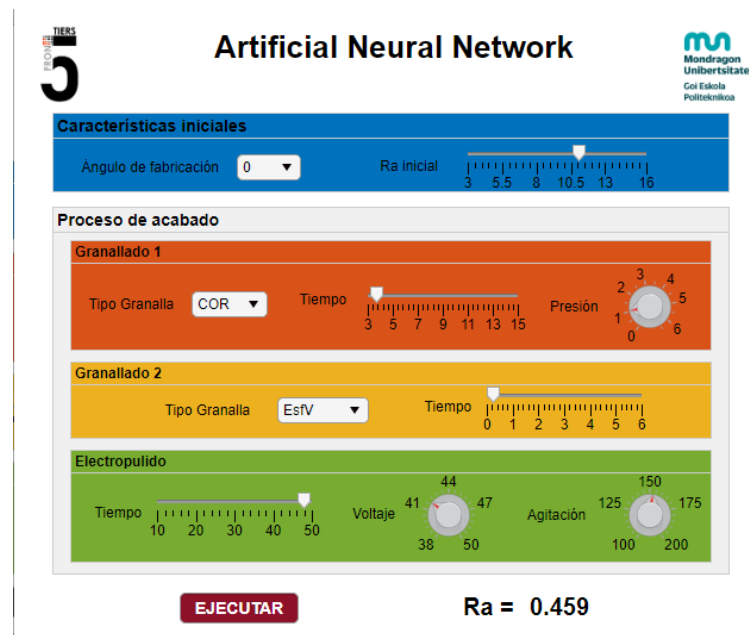 FRONTIERS
5
Artificial Neural Network
Mondragon
Unibertsitatea
Goi Eskola
Politeknikoa
Características iniciales
Ángulo de fabricación 0 Ra inicial
3 5.5 8 10.5 13 16
Proceso de acabado
Granallado 1
Tipo Granalla COR Tiempo
3 5 7 9 11 13 15
Presión
0 1 2 3 4 5 6
Granallado 2
Tipo Granalla EsfV Tiempo
0 1 2 3 4 5 6
Electropulido
Tiempo
10 20 30 40 50
Voltaje
38 41 44 47 50
Agitación
100 125 150 175 200
EJECUTAR Ra = 0.459